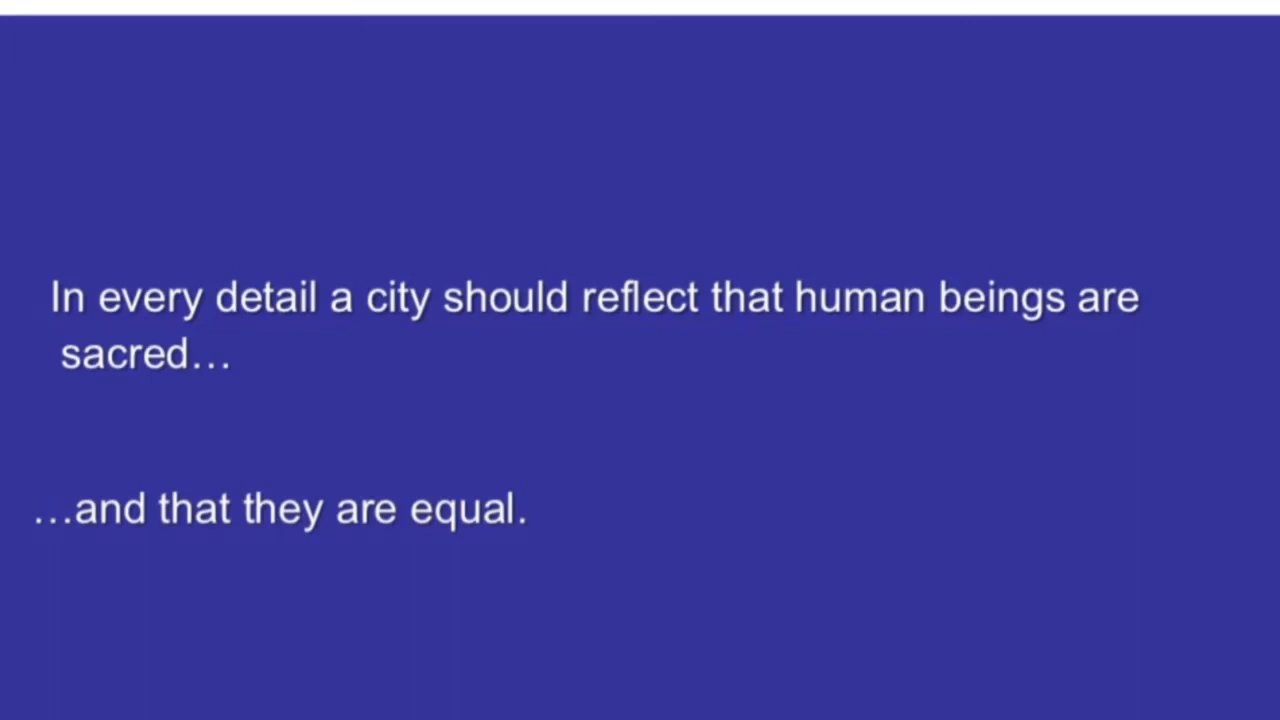 In every detail a city should reflect that human beings are
sacred…
…and that they are equal.